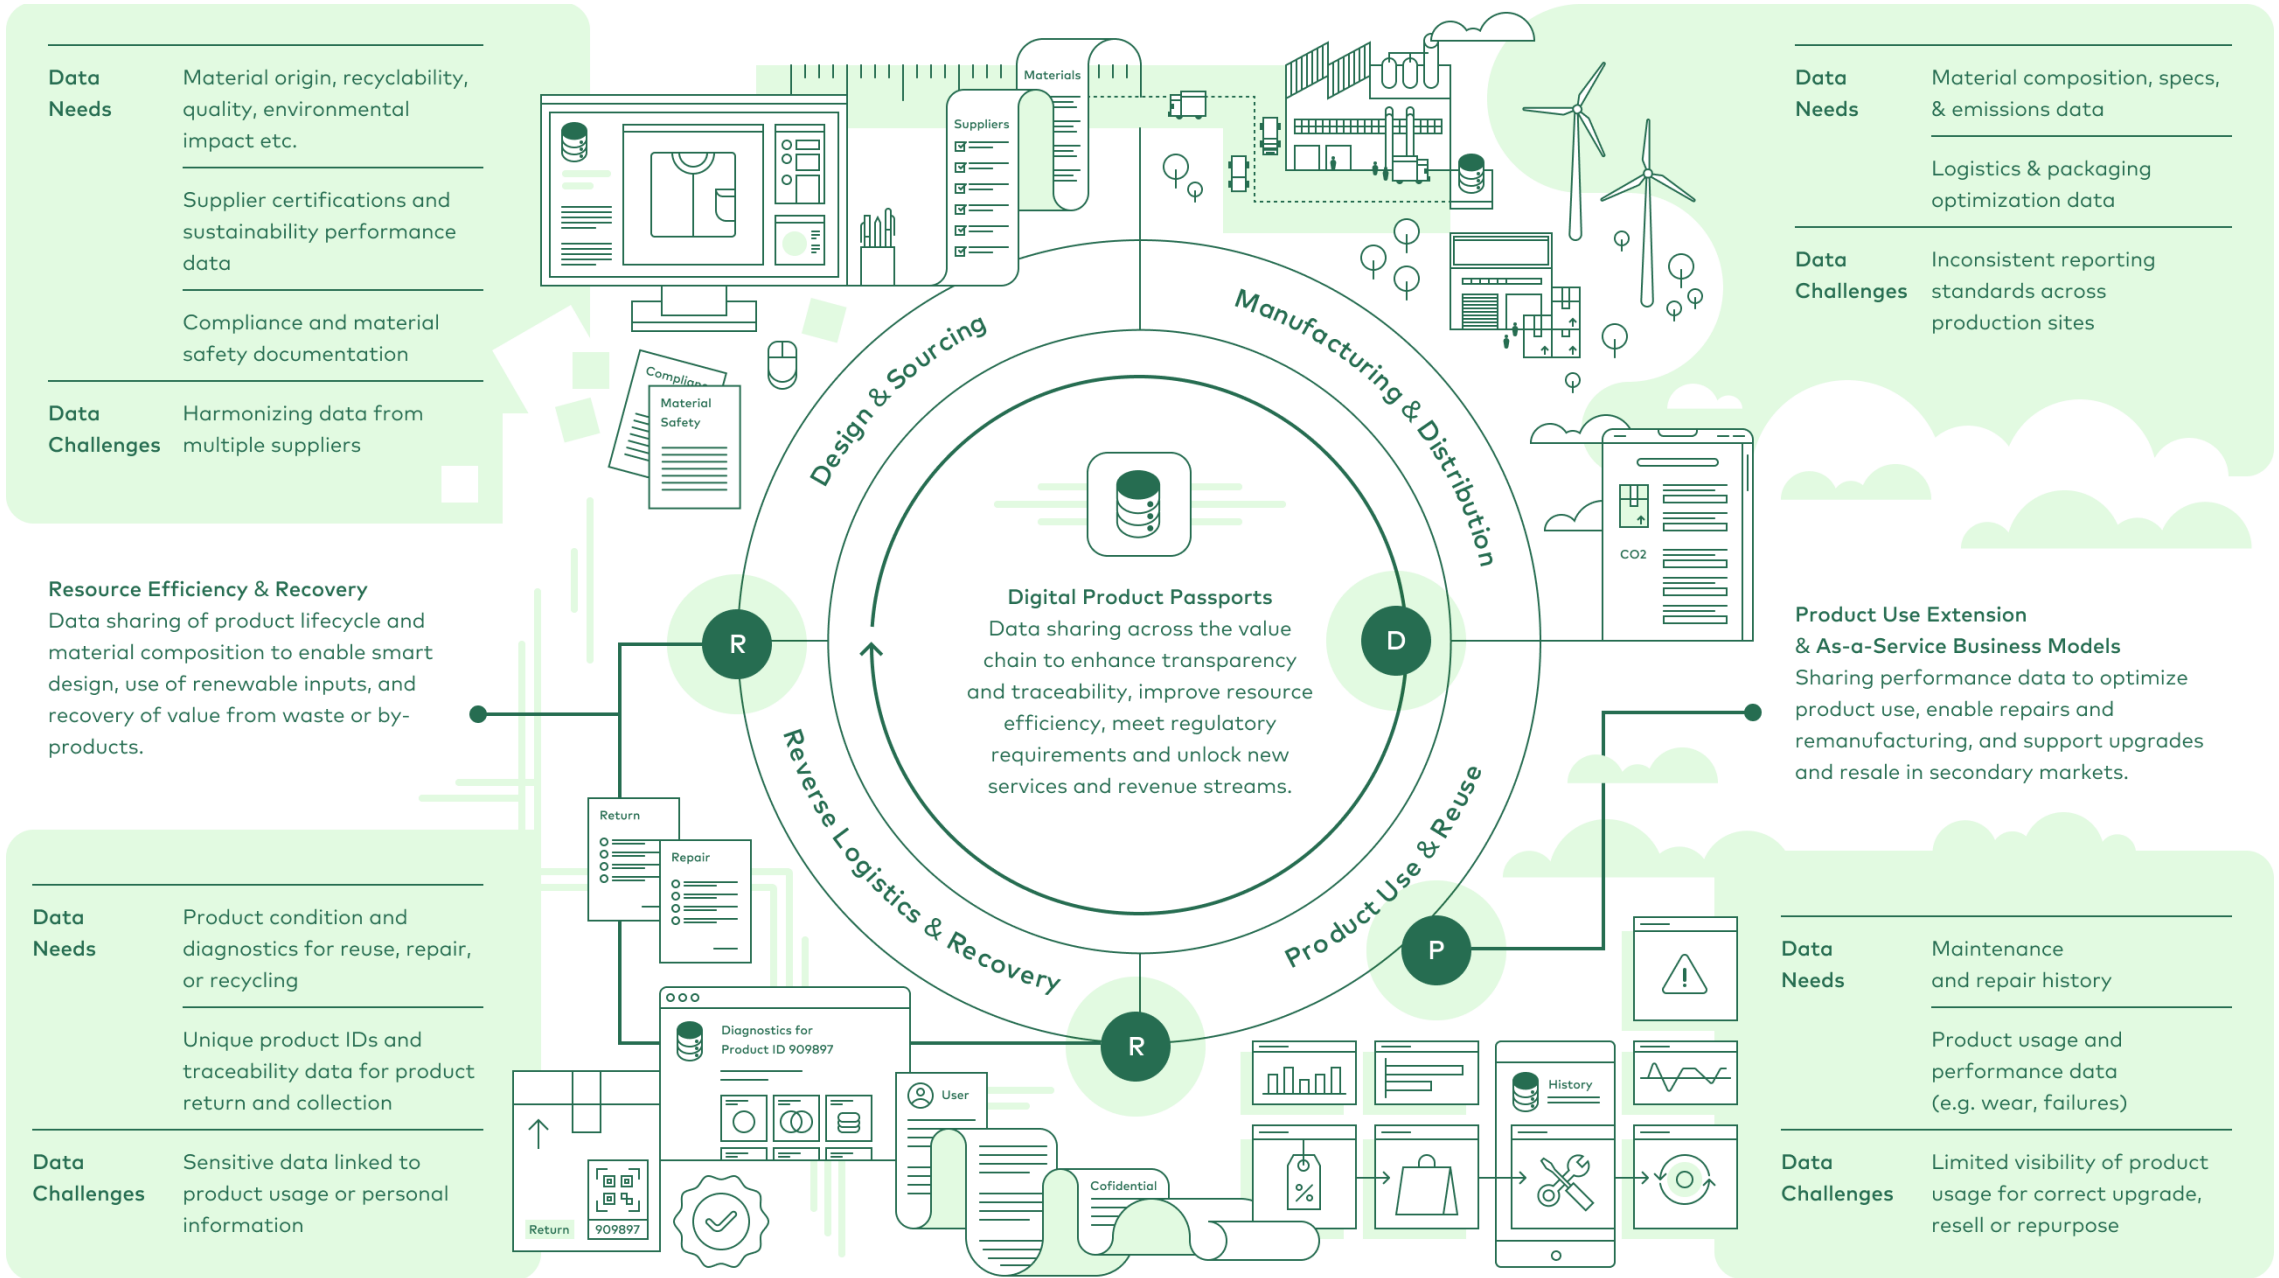 Data
Needs
Material origin, recyclability,
quality, environmental
impact etc.
Supplier certifications and
sustainability performance
data
Compliance and material
safety documentation
Data
Challenges
Harmonizing data from
multiple suppliers
Materials
Suppliers
Material
Safety
Data
Needs
Material composition, specs,
& emissions data
Logistics & packaging
optimization data
Data
Challenges
Inconsistent reporting
standards across
production sites
CO2
Design & Sourcing
Manufacturing & Distribution
Product Use & Reuse
Reverse Logistics & Recovery
R
D
P
R
Digital Product Passports
Data sharing across the value
chain to enhance transparency
and traceability, improve resource
efficiency, meet regulatory
requirements and unlock new
services and revenue streams.
Resource Efficiency & Recovery
Data sharing of product lifecycle and
material composition to enable smart
design, use of renewable inputs, and
recovery of value from waste or by-
products.
Product Use Extension
& As-a-Service Business Models
Sharing performance data to optimize
product use, enable repairs and
remanufacturing, and support upgrades
and resale in secondary markets.
Return
Repair
Data
Needs
Product condition and
diagnostics for reuse, repair,
or recycling
Unique product IDs and
traceability data for product
return and collection
Data
Challenges
Sensitive data linked to
product usage or personal
information
Diagnostics for
Product ID 909897
Return
909897
User
Cofidential
%
History
!
Data
Needs
Maintenance
and repair history
Product usage and
performance data
(e.g. wear, failures)
Data
Challenges
Limited visibility of product
usage for correct upgrade,
resell or repurpose